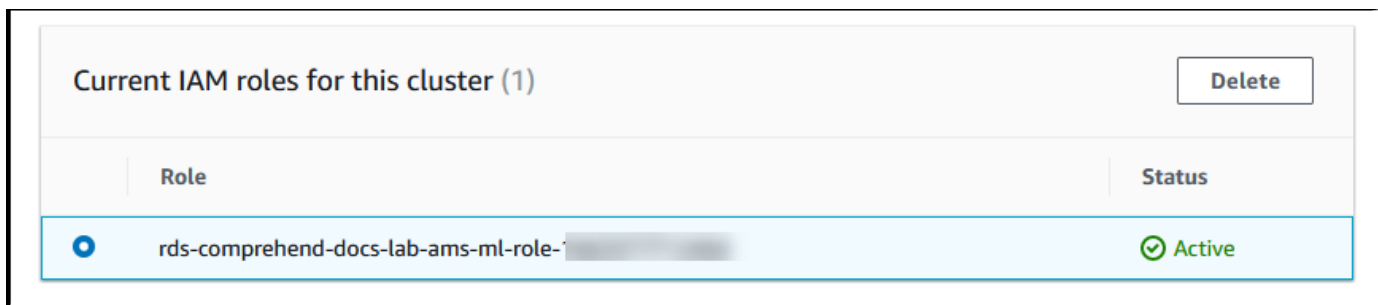 Current IAM roles for this cluster (1)
Delete
Role
Status
rds-comprehend-docs-lab-ams-ml-role-
Active